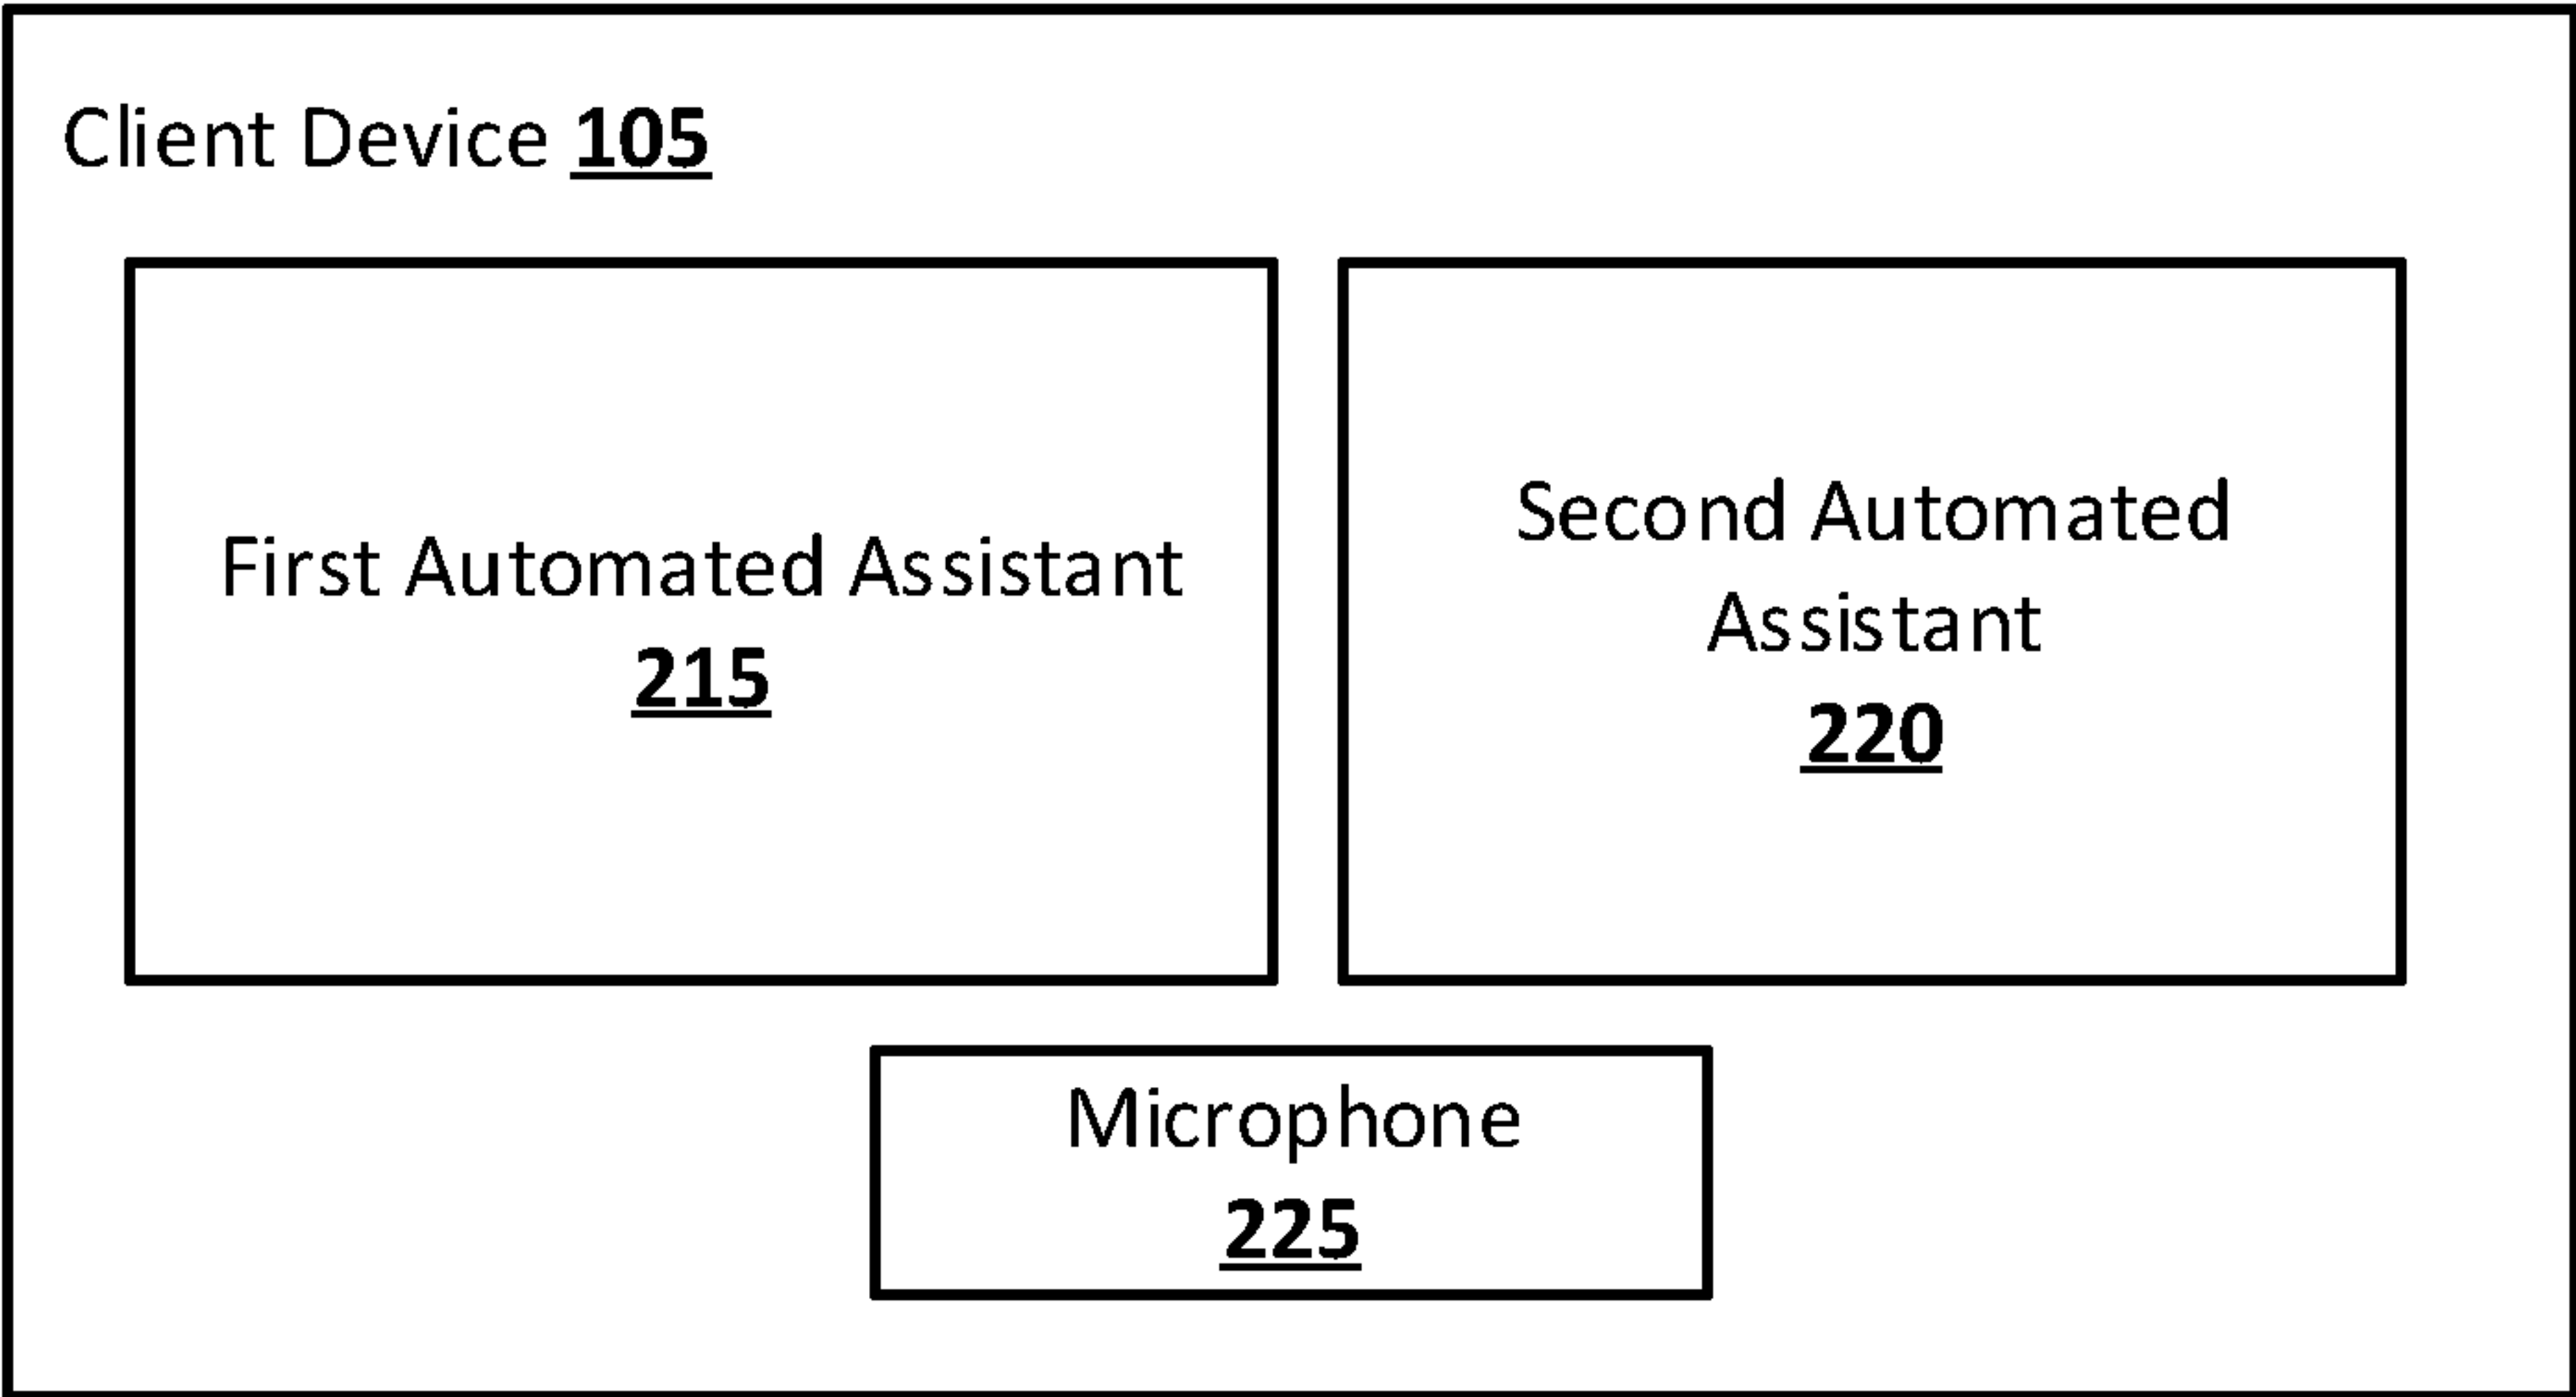 Client Device 105
First Automated Assistant
215
Second Automated
Assistant
220
Microphone
225